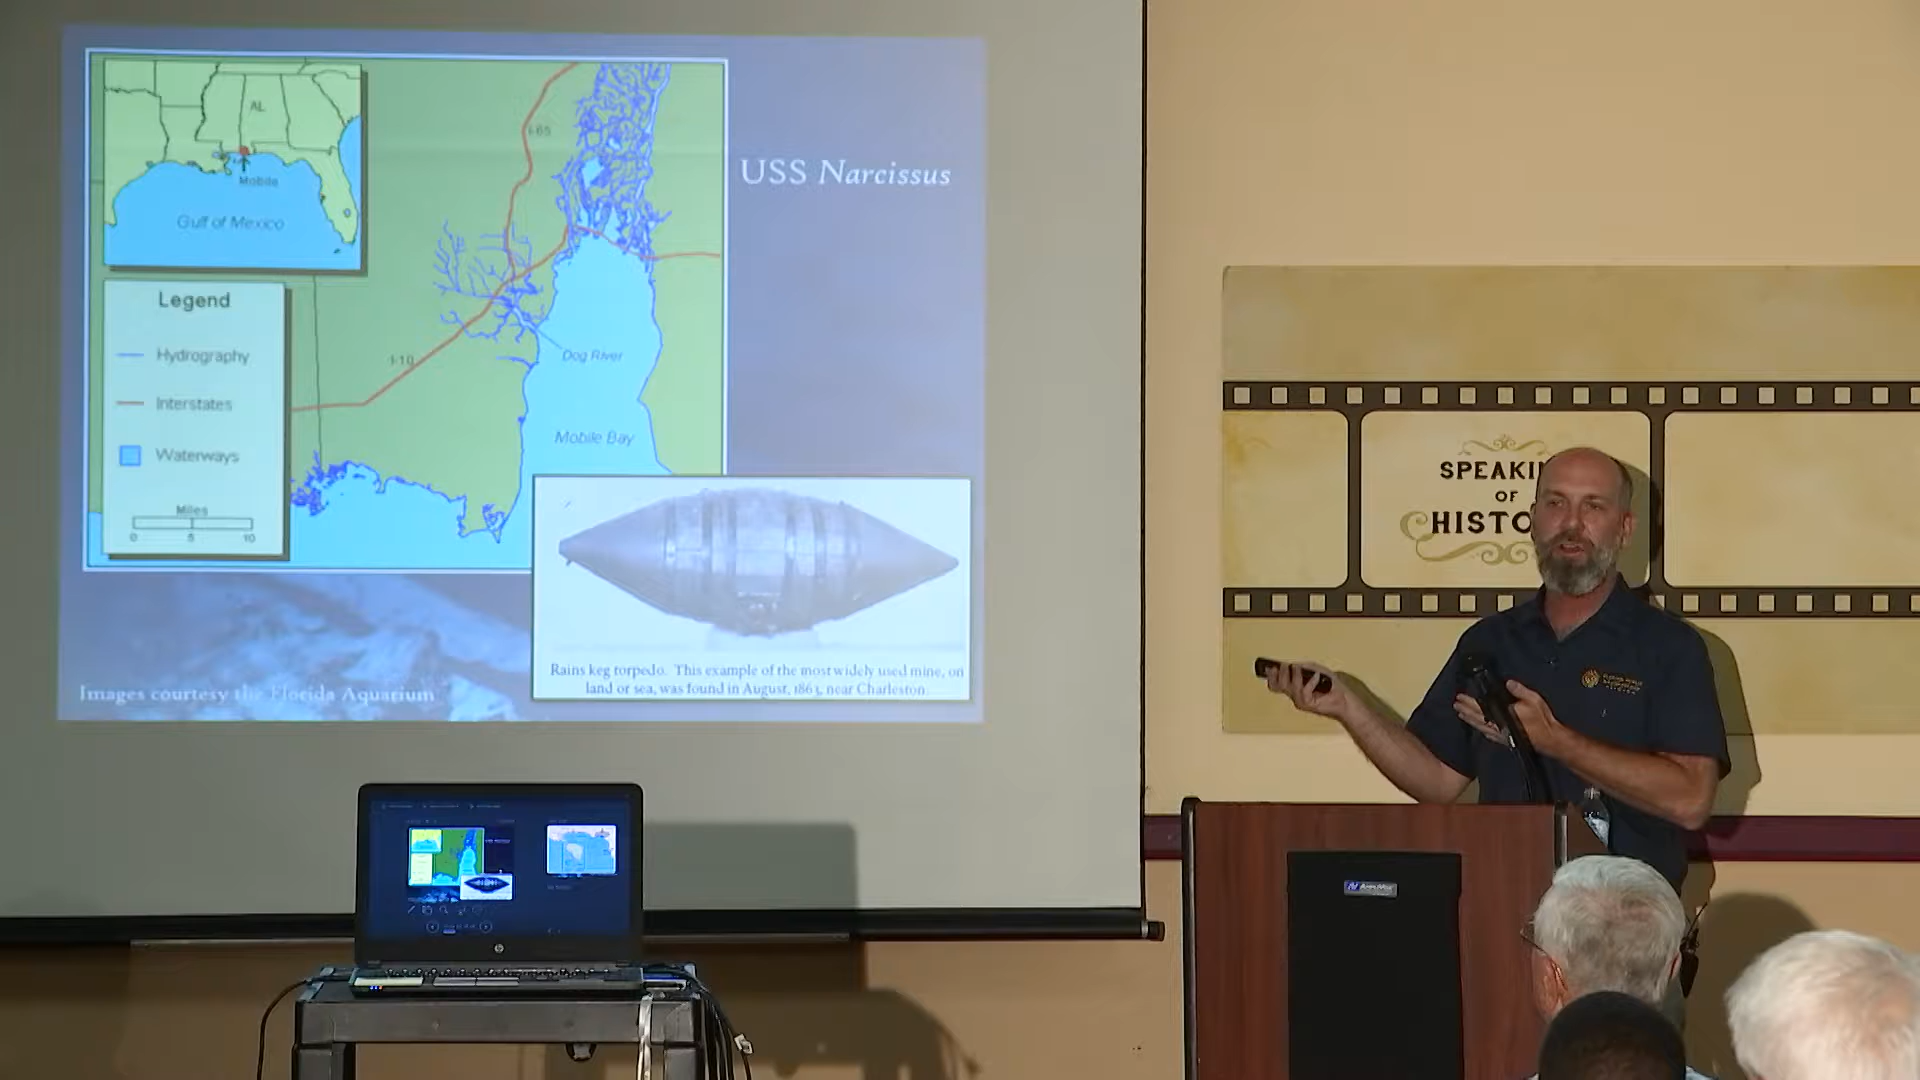 AL
Mobile
Gulf of Mexico
I-65
USS Narcissus
Legend
Hydrography
Interstates
Waterways
Miles
0 5 10
I-10
Dog River
Mobile Bay
Rains keg torpedo. This example of the most widely used mine, on
land or sea, was found in August, 1863, near Charleston.
Images courtesy the Florida Aquarium
SPEAKI
OF
HISTO
hp